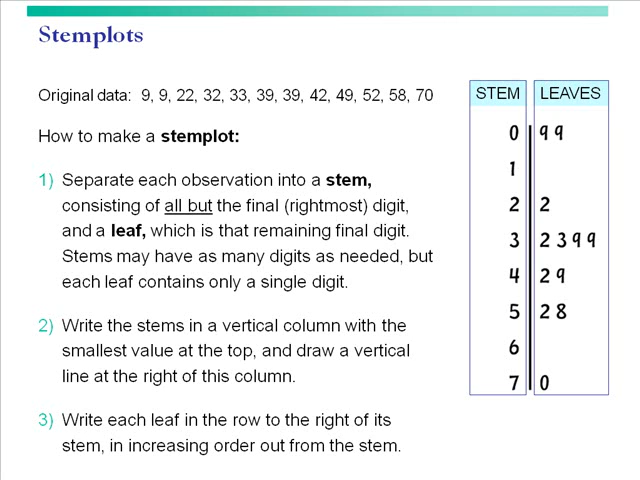 Stemplots
Original data: 9, 9, 22, 32, 33, 39, 39, 42, 49, 52, 58, 70
How to make a stemplot:
1) Separate each observation into a stem,
consisting of all but the final (rightmost) digit,
and a leaf, which is that remaining final digit.
Stems may have as many digits as needed, but
each leaf contains only a single digit.
2) Write the stems in a vertical column with the
smallest value at the top, and draw a vertical
line at the right of this column.
3) Write each leaf in the row to the right of its
stem, in increasing order out from the stem.
STEM LEAVES
0 9 9
1
2 2
3 2 3 9 9
4 2 9
5 2 8
6
7 0